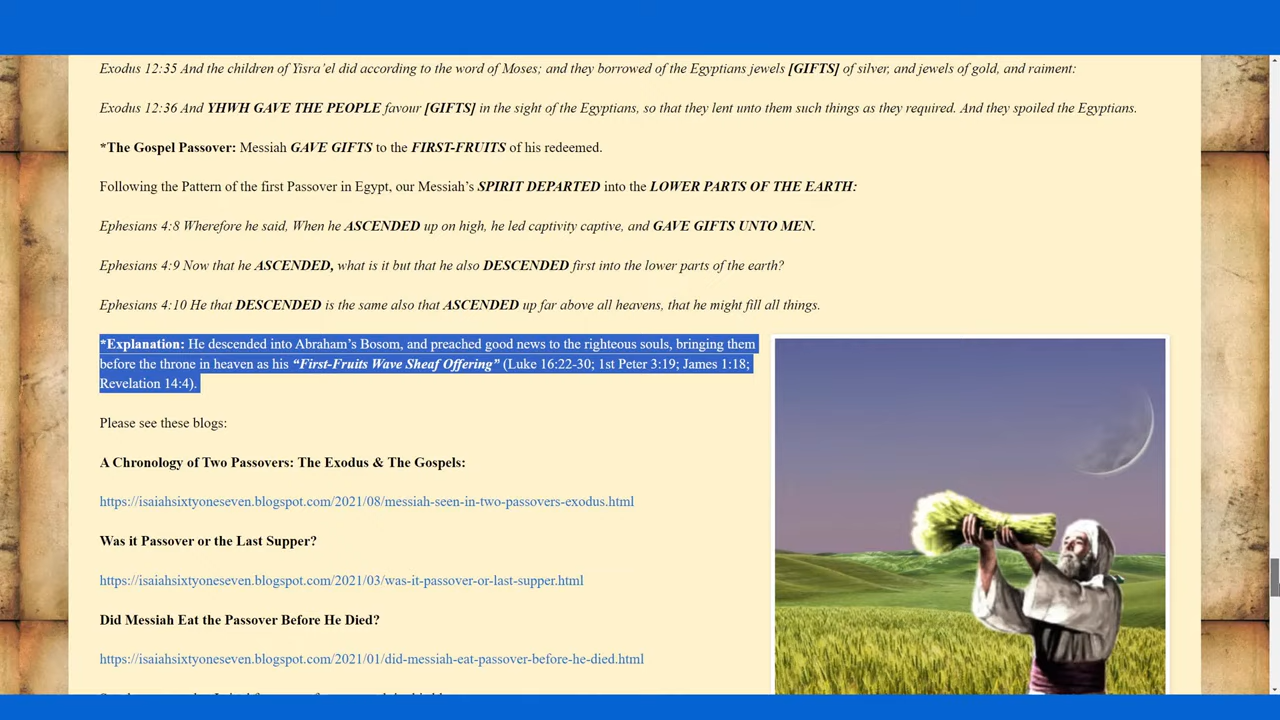 Exodus 12:35 And the children of Yisra'el did according to the word of Moses; and they borrowed of the Egyptians jewels [GIFTS] of silver, and jewels of gold, and raiment:
Exodus 12:36 And YHWH GAVE THE PEOPLE favour [GIFTS] in the sight of the Egyptians, so that they lent unto them such things as they required. And they spoiled the Egyptians.
*The Gospel Passover: Messiah GAVE GIFTS to the FIRST-FRUITS of his redeemed.
Following the Pattern of the first Passover in Egypt, our Messiah's SPIRIT DEPARTED into the LOWER PARTS OF THE EARTH:
Ephesians 4:8 Wherefore he said, When he ASCENDED up on high, he led captivity captive, and GAVE GIFTS UNTO MEN.
Ephesians 4:9 Now that he ASCENDED, what is it but that he also DESCENDED first into the lower parts of the earth?
Ephesians 4:10 He that DESCENDED is the same also that ASCENDED up far above all heavens, that he might fill all things.
*Explanation: He descended into Abraham's Bosom, and preached good news to the righteous souls, bringing them
before the throne in heaven as his "First-Fruits Wave Sheaf Offering" (Luke 16:22-30; 1st Peter 3:19; James 1:18;
Revelation 14:4).
Please see these blogs:
A Chronology of Two Passovers: The Exodus & The Gospels:
https://isaiahsixtyoneseven.blogspot.com/2021/08/messiah-seen-in-two-passovers-exodus.html
Was it Passover or the Last Supper?
https://isaiahsixtyoneseven.blogspot.com/2021/03/was-it-passover-or-last-supper.html
Did Messiah Eat the Passover Before He Died?
https://isaiahsixtyoneseven.blogspot.com/2021/01/did-messiah-eat-passover-before-he-died.html